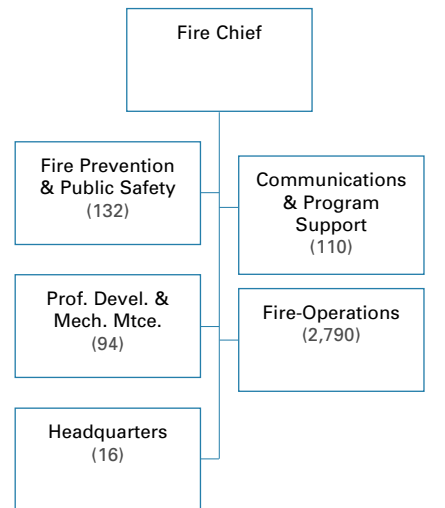 Fire Chief
Fire Prevention
& Public Safety
(132)
Communications
& Program
Support
(110)
Prof. Devel. &
Mech. Mtce.
(94)
Fire-Operations
(2,790)
Headquarters
(16)